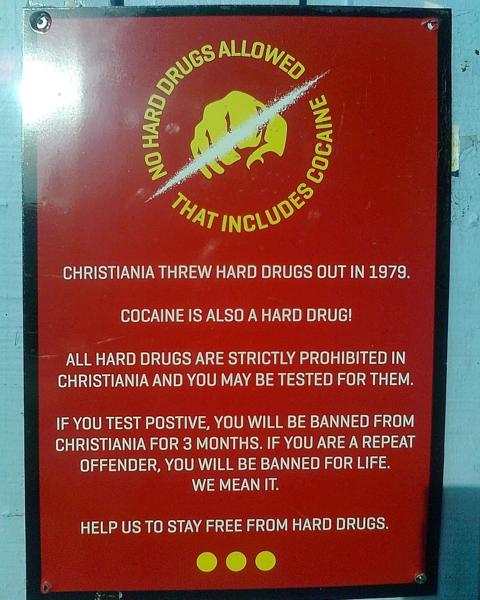 NO HARD DRUGS ALLOWED
THAT INCLUDES COCAINE
CHRISTIANIA THREW HARD DRUGS OUT IN 1979.
COCAINE IS ALSO A HARD DRUG!
ALL HARD DRUGS ARE STRICTLY PROHIBITED IN
CHRISTIANIA AND YOU MAY BE TESTED FOR THEM.
IF YOU TEST POSTIVE, YOU WILL BE BANNED FROM
CHRISTIANIA FOR 3 MONTHS. IF YOU ARE A REPEAT
OFFENDER, YOU WILL BE BANNED FOR LIFE.
WE MEAN IT.
HELP US TO STAY FREE FROM HARD DRUGS.